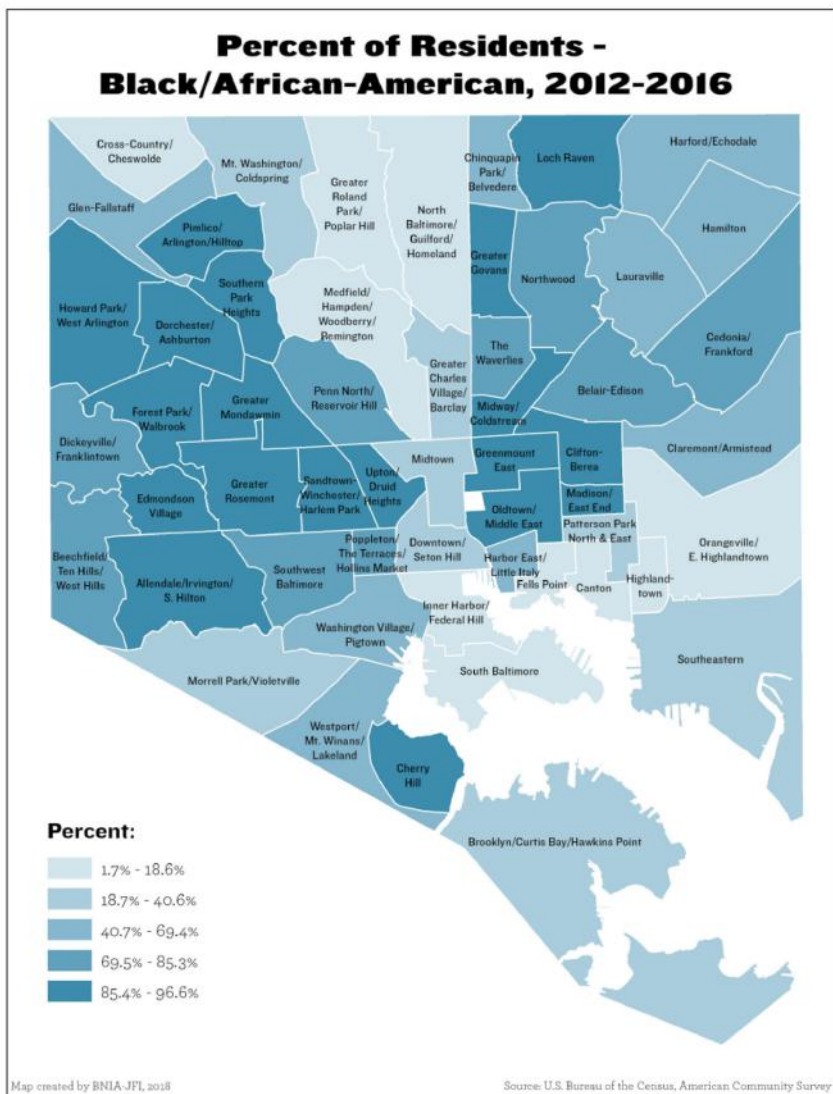 Percent of Residents -
Black/African-American, 2012-2016
Cross-Country/
Cheswolde
Mt. Washington/
Coldspring
Greater
Roland
Park/
Poplar Hill
North
Baltimore/
Guilford/
Homeland
Chinquapin
Park/
Belvedere
Loch Raven
Harford/Echodale
Glen-Fallstaff
Pimlico/
Arlington/Hilltop
Hamilton
Greater
Govans
Northwood
Lauraville
Southern
Park
Heights
Howard Park/
West Arlington
Dorchester/
Ashburton
Medfield/
Hampden/
Woodberry/
Remington
The
Waverlies
Cedonia/
Frankford
Greater
Charles
Village/
Barclay
Belair-Edison
Penn North/
Reservoir Hill
Midway/
Coldstream
Forest Park/
Walbrook
Greater
Mondawmin
Dickeyville/
Franklintown
Midtown
Greenmount
East
Clifton-
Berea
Claremont/Armistead
Greater
Rosemont
Sandtown-
Winchester/
Harlem Park
Upton/
Druid
Heights
Edmondson
Village
Oldtown/
Middle East
Madison/
East End
Patterson Park
North & East
Orangeville/
E. Highlandtown
Beechfield/
Ten Hills/
West Hills
Allendale/Irvington/
S. Hilton
Southwest
Baltimore
Poppleton/
The Terraces/
Hollins Market
Downtown/
Seton Hill
Harbor East/
Little Italy
Fells Point
Canton
Highland-
town
Inner Harbor/
Federal Hill
Washington Village/
Pigtown
South Baltimore
Southeastern
Morrell Park/Violetville
Westport/
Mt. Winans/
Lakeland
Cherry
Hill
Brooklyn/Curtis Bay/Hawkins Point
Percent:
1.7% - 18.6%
18.7% - 40.6%
40.7% - 69.4%
69.5% - 85.3%
85.4% - 96.6%
Map created by BNIA-JFI, 2018
Source: U.S. Bureau of the Census, American Community Survey